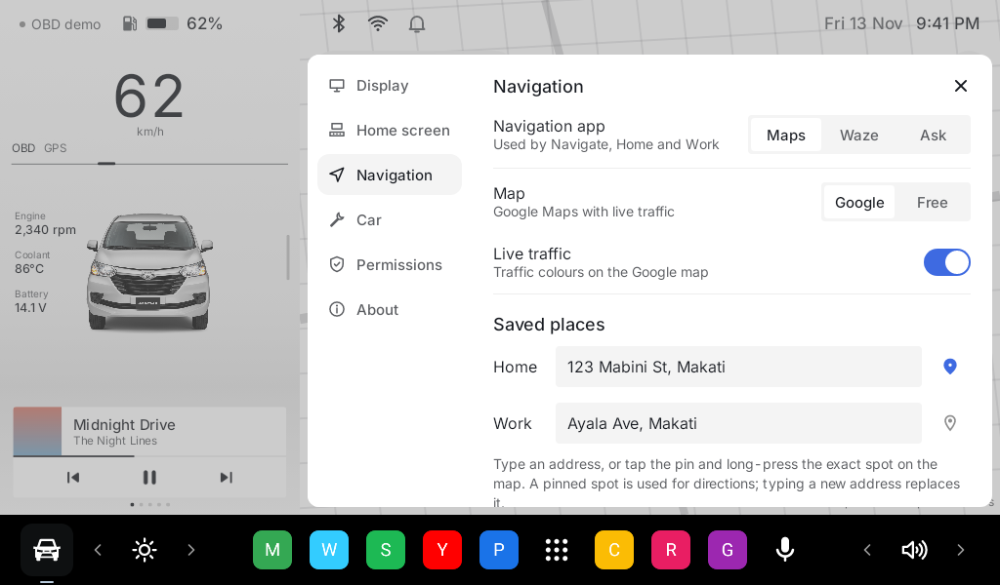 OBD demo
62%
Fri 13 Nov 9:41 PM
62
km/h
OBD GPS
Engine
2,340 rpm
Coolant
86°C
Battery
14.1 V
Midnight Drive
The Night Lines
Display
Home screen
Navigation
Car
Permissions
About
Navigation
Navigation app
Used by Navigate, Home and Work
Maps Waze Ask
Map
Google Maps with live traffic
Google Free
Live traffic
Traffic colours on the Google map
Saved places
Home 123 Mabini St, Makati
Work Ayala Ave, Makati
Type an address, or tap the pin and long-press the exact spot on the
map. A pinned spot is used for directions; typing a new address replaces
it.
M W S Y P C R G